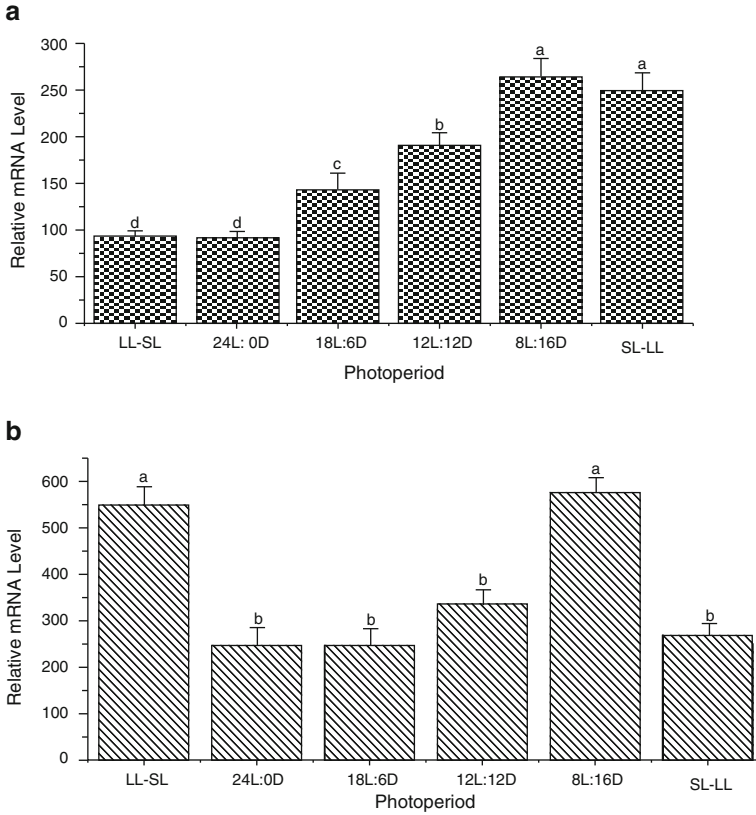 a
300
250
200
150
100
50
0
Relative mRNA Level
d
d
c
b
a
a
LL-SL
24L: 0D
18L:6D
12L:12D
8L:16D
SL-LL
Photoperiod
b
600
500
400
300
200
100
0
Relative mRNA Level
a
b
b
b
a
b
LL-SL
24L:0D
18L:6D
12L:12D
8L:16D
SL-LL
Photoperiod